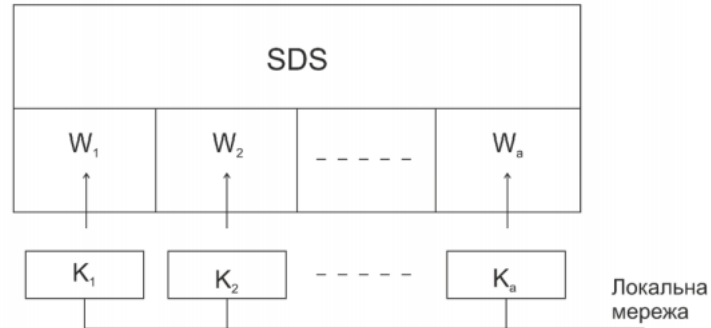 SDS
W₁ W₂ - - - - - Wₐ
K₁ K₂ - - - - - Kₐ
Локальна
мережа